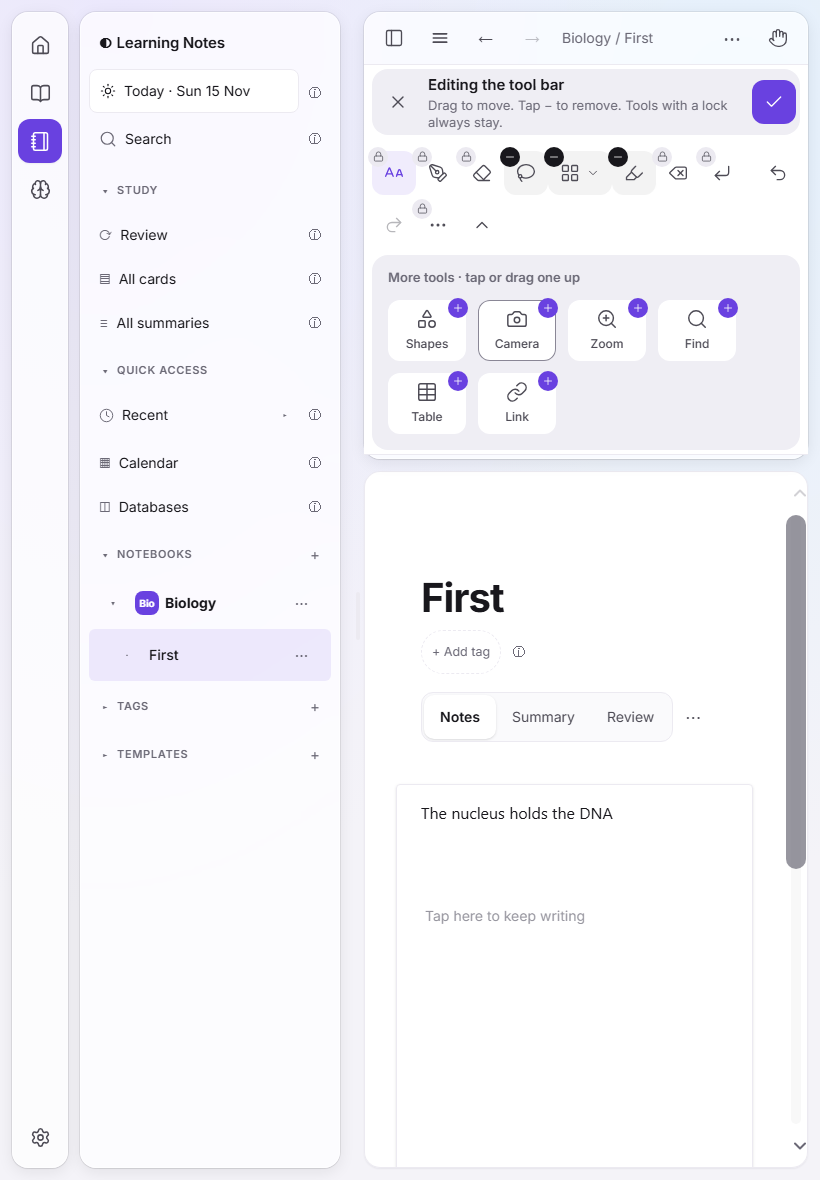 Learning Notes
Today · Sun 15 Nov
Search
STUDY
Review
All cards
All summaries
QUICK ACCESS
Recent
Calendar
Databases
NOTEBOOKS
Bio Biology
First
TAGS
TEMPLATES
Biology / First
Editing the tool bar
Drag to move. Tap − to remove. Tools with a lock
always stay.
AA
More tools · tap or drag one up
Shapes
Camera
Zoom
Find
Table
Link
First
+ Add tag
Notes
Summary
Review
The nucleus holds the DNA
Tap here to keep writing